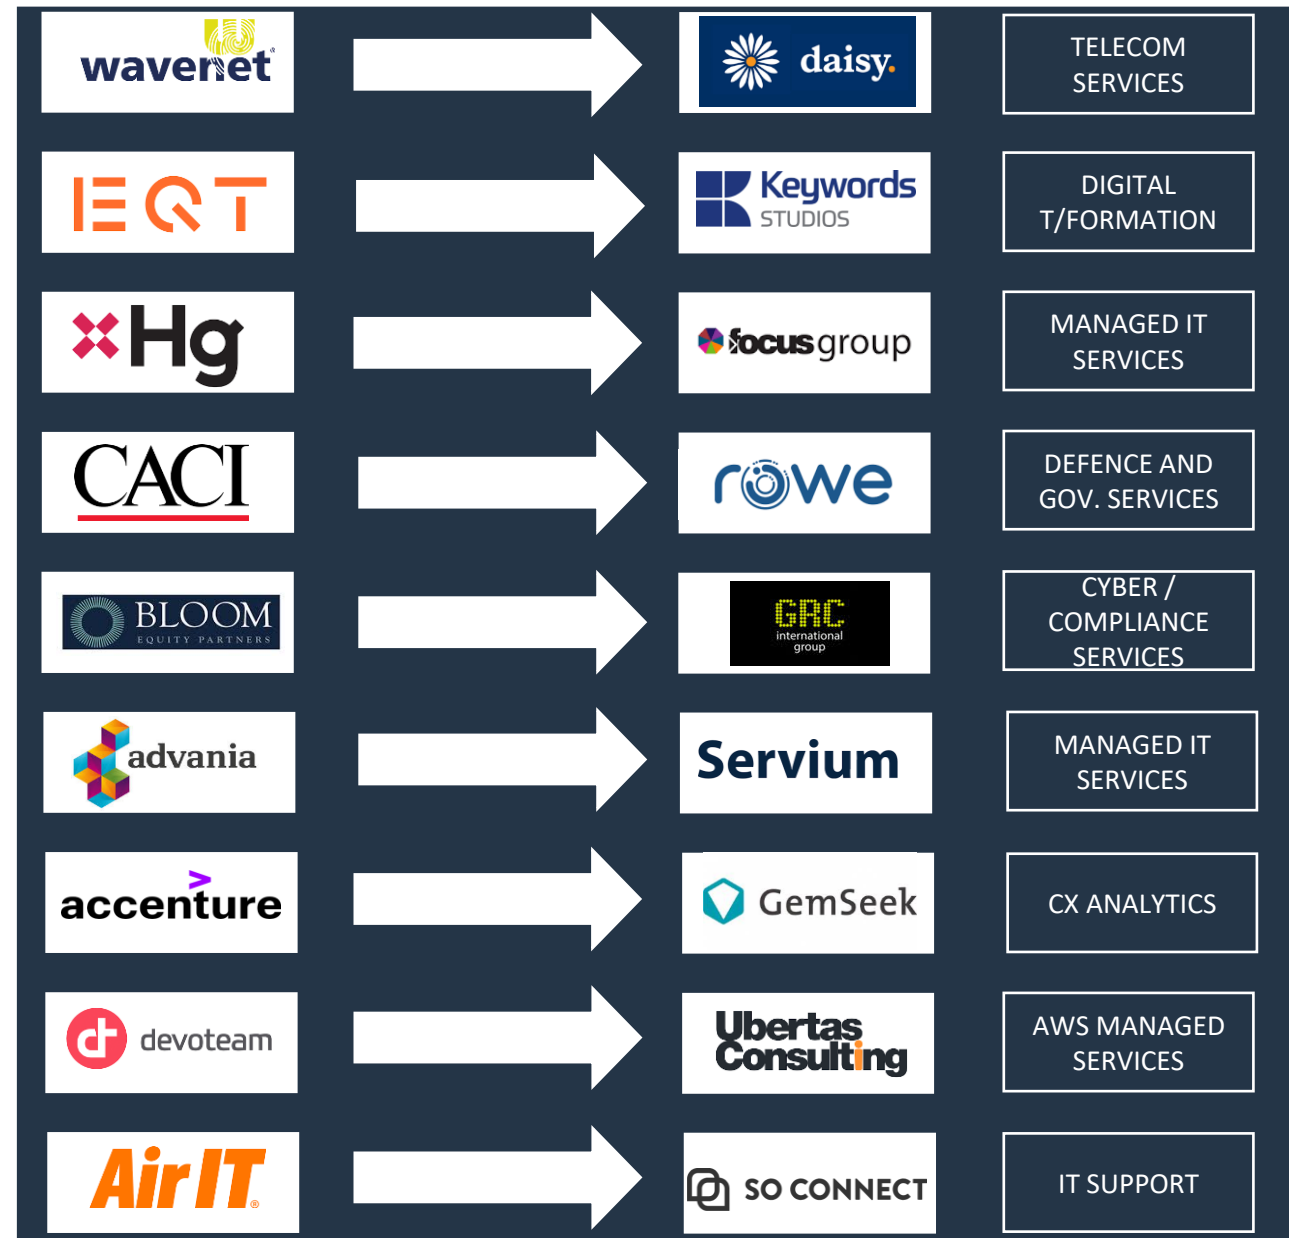 wavenet
daisy.
TELECOM
SERVICES
EQT
Keywords
STUDIOS
DIGITAL
T/FORMATION
Hg
focusgroup
MANAGED IT
SERVICES
CACI
rowe
DEFENCE AND
GOV. SERVICES
BLOOM
EQUITY PARTNERS
GRC
international
group
CYBER /
COMPLIANCE
SERVICES
advania
Servium
MANAGED IT
SERVICES
accenture
GemSeek
CX ANALYTICS
dt devoteam
Ubertas
Consulting
AWS MANAGED
SERVICES
Air IT®
SO CONNECT
IT SUPPORT